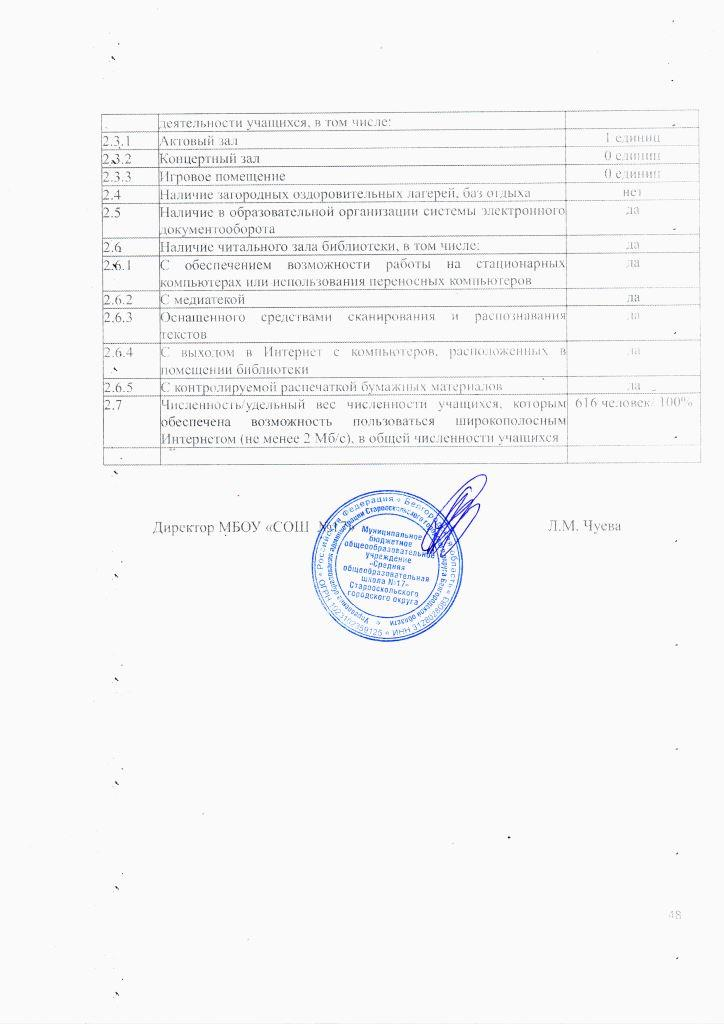 деятельности учащихся, в том числе:
2.3.1 Актовый зал 1 единиц
2.3.2 Концертный зал 0 единиц
2.3.3 Игровое помещение 0 единиц
2.4 Наличие загородных оздоровительных лагерей, баз отдыха нет
2.5 Наличие в образовательной организации системы электронного да
документооборота
2.6 Наличие читального зала библиотеки, в том числе: да
2.6.1 С обеспечением возможности работы на стационарных да
компьютерах или использования переносных компьютеров
2.6.2 С медиатекой да
2.6.3 Оснащенного средствами сканирования и распознавания да
текстов
2.6.4 С выходом в Интернет с компьютеров, расположенных в да
помещении библиотеки
2.6.5 С контролируемой распечаткой бумажных материалов да
2.7 Численность/удельный вес численности учащихся, которым 616 человек/ 100%
обеспечена возможность пользоваться широкополосным
Интернетом (не менее 2 Мб/с), в общей численности учащихся
Директор МБОУ «СОШ Л.М. Чуева
Российская Федерация Белгородская область
ИНН 3128028083
Муниципальное
бюджетное
общеобразовательное
учреждение
«Средняя
общеобразовательная
школа №17»
Старооскольского
городского округа
48